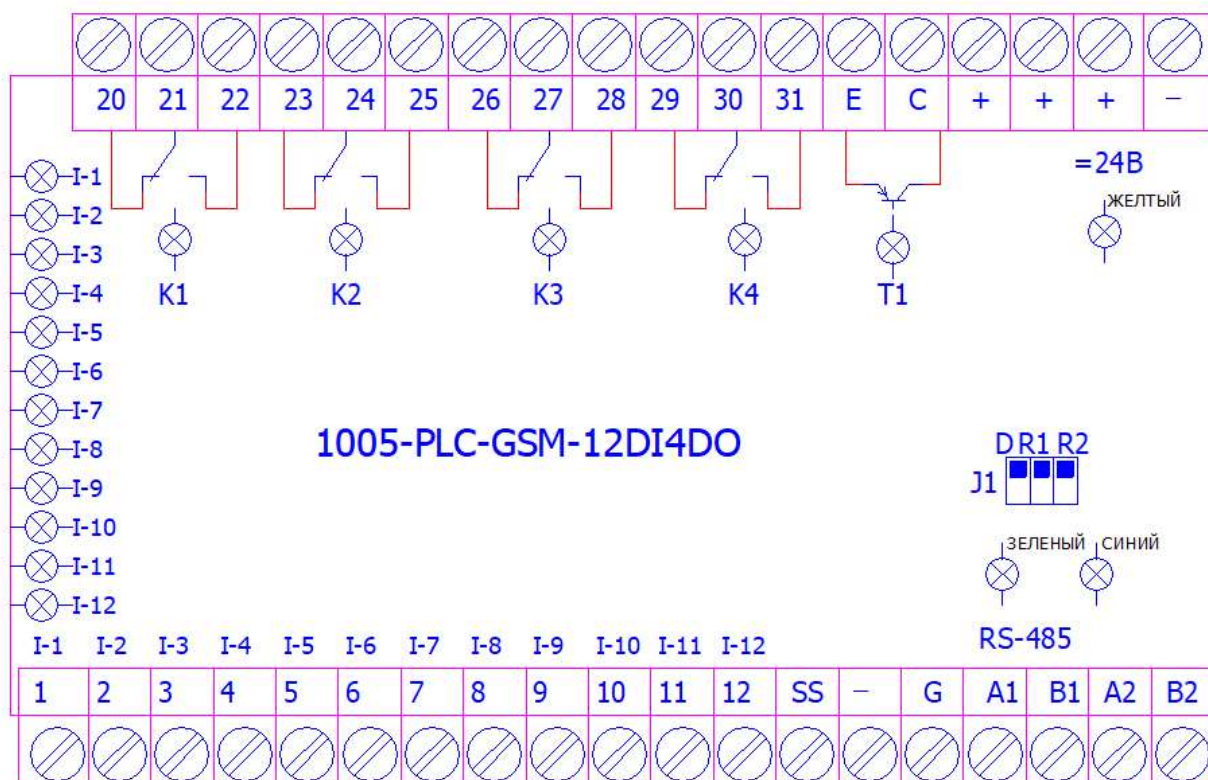 20 21 22 23 24 25 26 27 28 29 30 31 E C + + + −
=24В
ЖЕЛТЫЙ
I-1
I-2
I-3
I-4
I-5
I-6
I-7
I-8
I-9
I-10
I-11
I-12
K1 K2 K3 K4 T1
1005-PLC-GSM-12DI4DO
D R1 R2
J1
ЗЕЛЕНЫЙ СИНИЙ
RS-485
I-1 I-2 I-3 I-4 I-5 I-6 I-7 I-8 I-9 I-10 I-11 I-12
1 2 3 4 5 6 7 8 9 10 11 12 SS − G A1 B1 A2 B2